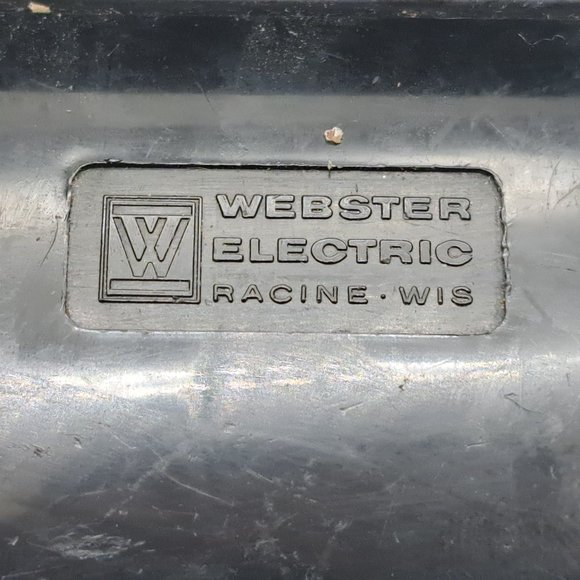 W
WEBSTER
ELECTRIC
RACINE · WIS